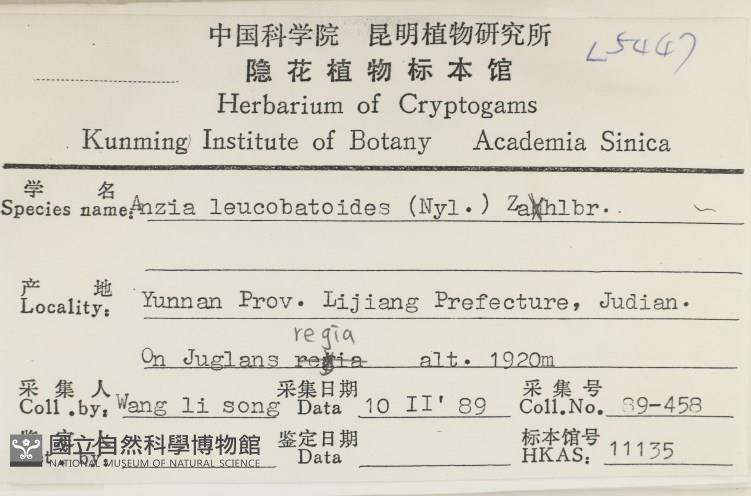 中国科学院 昆明植物研究所
L5447
隐花植物标本馆
Herbarium of Cryptogams
Kunming Institute of Botany Academia Sinica
学 名
Species name: Anzia leucobatoides (Nyl.) Zahlbr.
产 地
Locality: Yunnan Prov. Lijiang Prefecture, Judian.
regia
On Juglans regia alt. 1920m
采集人 采集日期 采集号
Coll.by: Wang li song Data 10 II' 89 Coll.No. 89-458
鉴定日期 标本馆号
國立自然科學博物館
NATIONAL MUSEUM OF NATURAL SCIENCE
by: Data HKAS: 11135